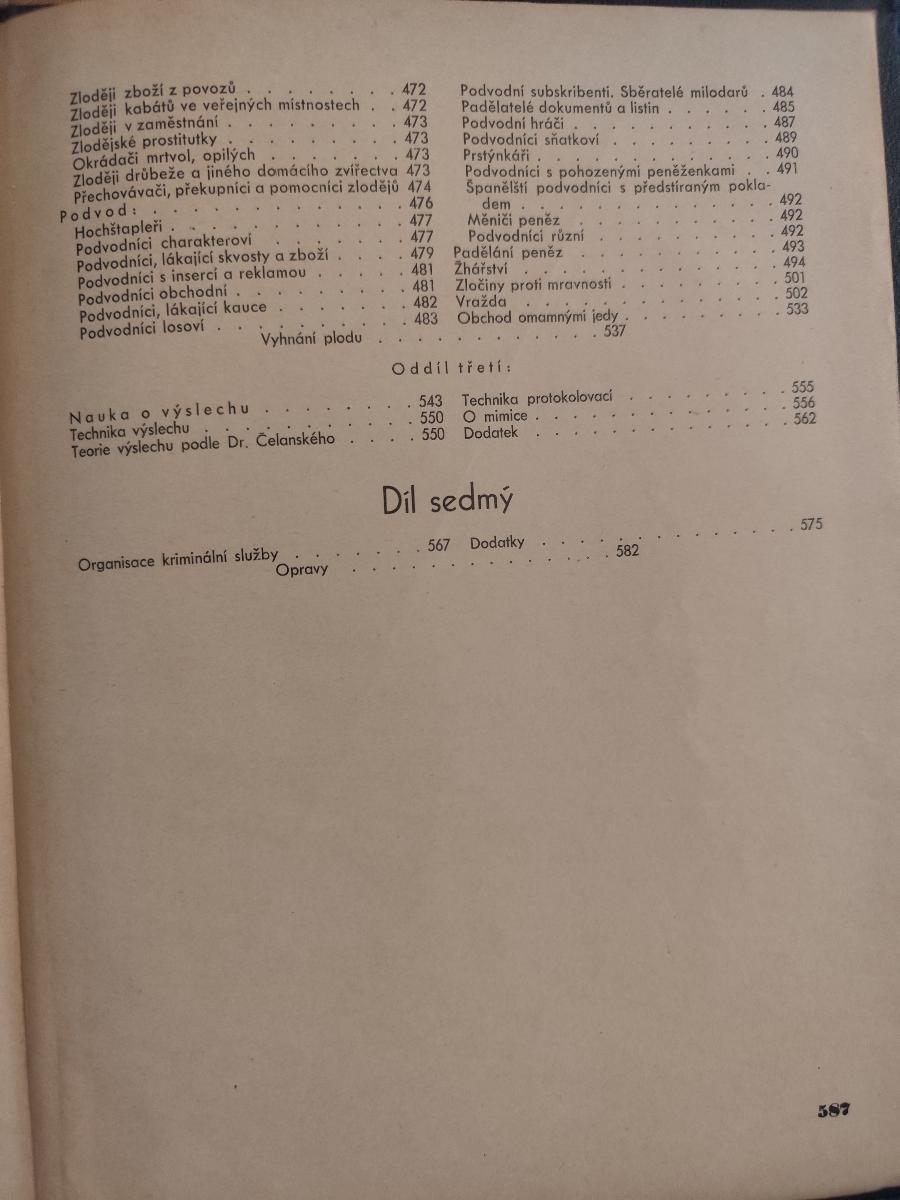 Zloději zboží z povozů . . . . . . . . 472
Zloději kabátů ve veřejných místnostech . . 472
Zloději v zaměstnání . . . . . . . . . 473
Zlodějské prostitutky . . . . . . . . . 473
Okrádači mrtvol, opilých . . . . . . . 473
Zloději drůbeže a jiného domácího zvířectva 473
Přechovávači, překupníci a pomocníci zlodějů 474
Podvod: . . . . . . . . . . . . . 476
Hochštapleři . . . . . . . . . . . 477
Podvodníci charakteroví . . . . . . . 477
Podvodníci, lákající skvosty a zboží . . . . 479
Podvodníci s insercí a reklamou . . . . . 481
Podvodníci obchodní . . . . . . . . . 481
Podvodníci, lákající kauce . . . . . . . 482
Podvodníci losoví . . . . . . . . . . 483
Podvodní subskribenti. Sběratelé milodarů . 484
Padělatelé dokumentů a listin . . . . . . 485
Podvodní hráči . . . . . . . . . . 487
Podvodníci sňatkoví . . . . . . . . 489
Prstýnkáři . . . . . . . . . . . 490
Podvodníci s pohozenými peněženkami . . 491
Španělští podvodníci s předstíraným pokla-
dem . . . . . . . . . . . . 492
Měniči peněz . . . . . . . . . . 492
Podvodníci různí . . . . . . . . . 492
Padělání peněz . . . . . . . . . . 493
Žhářství . . . . . . . . . . . . 494
Zločiny proti mravnosti . . . . . . . . 501
Vražda . . . . . . . . . . . . 502
Obchod omamnými jedy . . . . . . . . 533
Vyhnání plodu . . . . . . . . . . . . 537
Oddíl třetí:
Nauka o výslechu . . . . . . . 543
Technika výslechu . . . . . . . . . . 550
Teorie výslechu podle Dr. Čelanského . . . . 550
Technika protokolovací . . . . . . . . 555
O mimice . . . . . . . . . . . . 556
Dodatek . . . . . . . . . . . . 562
Díl sedmý
Organisace kriminální služby . . . . . . . 567
Dodatky . . . . . . . . . . . . 575
Opravy . . . . . . . . . . . . . 582
587